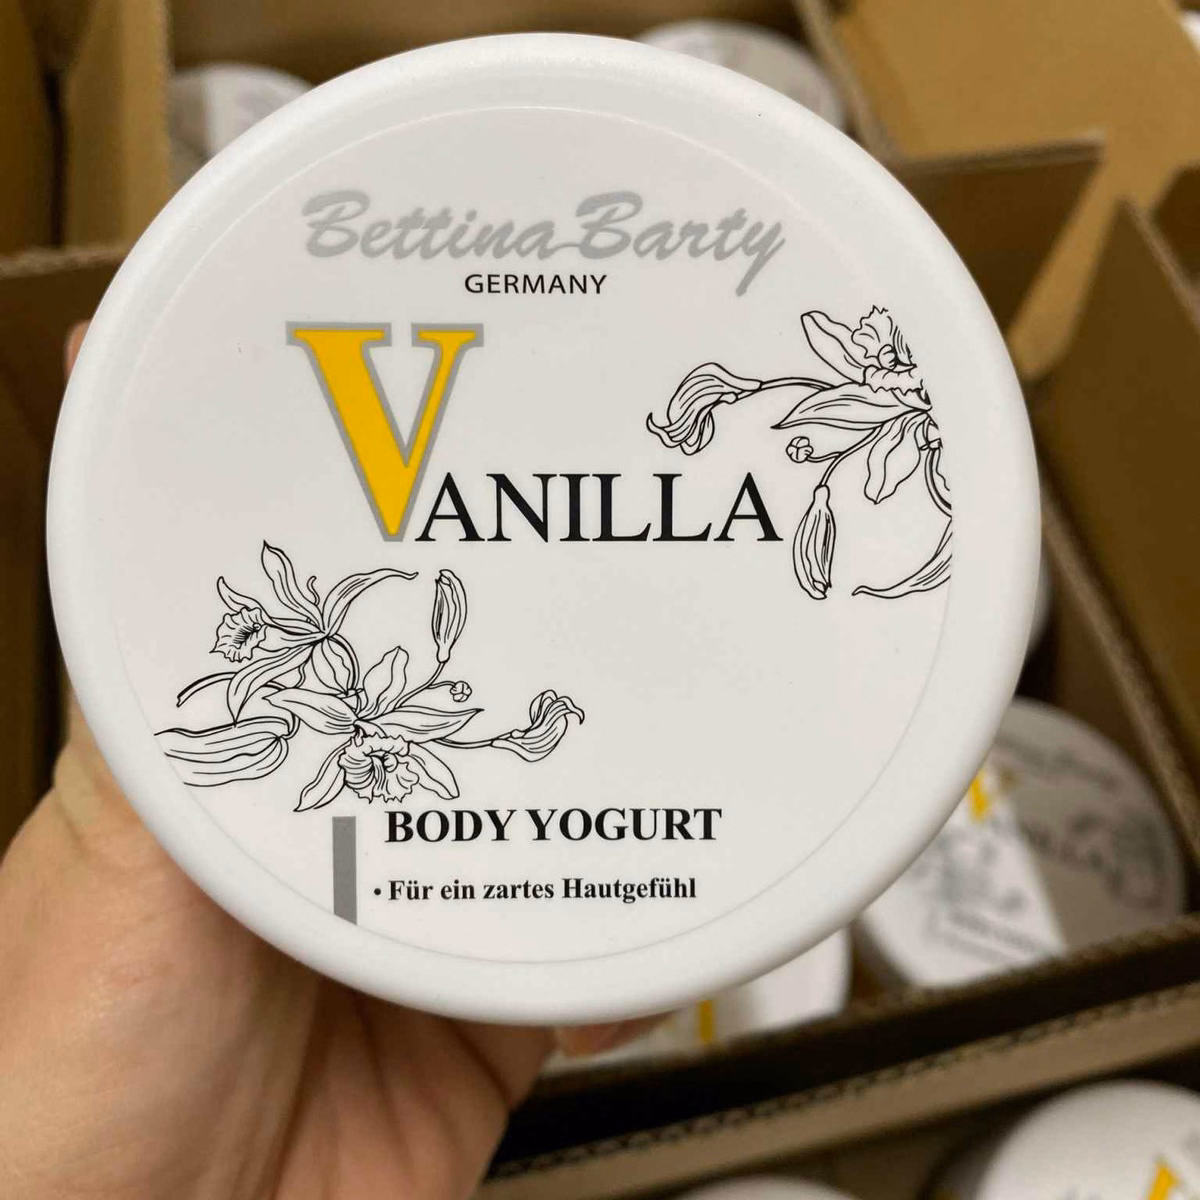 Bettina Barty
GERMANY
VANILLA
BODY YOGURT
• Für ein zartes Hautgefühl